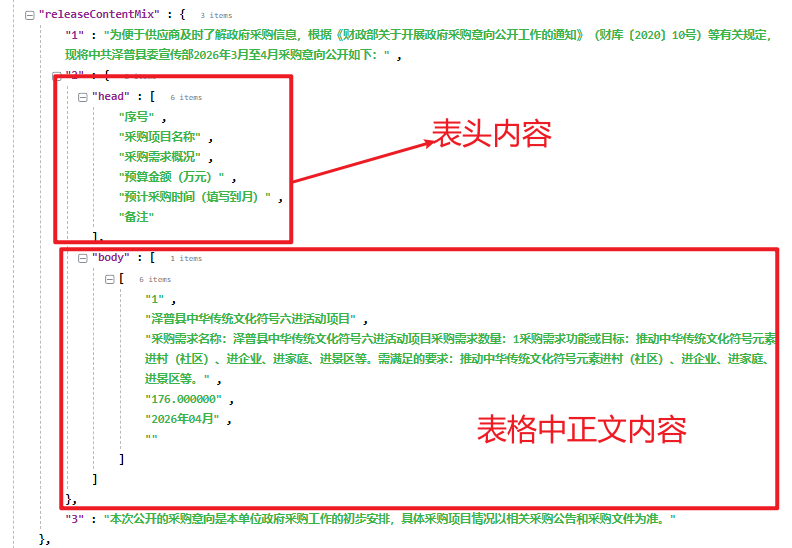 "releaseContentMix" : { 3 items
"1" : "为便于供应商及时了解政府采购信息，根据《财政部关于开展政府采购意向公开工作的通知》（财库〔2020〕10号）等有关规定，
现将中共泽普县委宣传部2026年3月至4月采购意向公开如下：" ,
"2" : {
"head" : [ 6 items
"序号" ,
"采购项目名称" ,
"采购需求概况" ,
"预算金额（万元）" ,
"预计采购时间（填写到月）" ,
"备注"
],
表头内容
"body" : [ 1 items
[ 6 items
"1" ,
"泽普县中华传统文化符号六进活动项目" ,
"采购需求名称：泽普县中华传统文化符号六进活动项目采购需求数量：1采购需求功能或目标：推动中华传统文化符号元素
进村（社区）、进企业、进家庭、进景区等。需满足的要求：推动中华传统文化符号元素进村（社区）、进企业、进家庭、
进景区等。" ,
"176.000000" ,
"2026年04月" ,
""
]
]
表格中正文内容
},
"3" : "本次公开的采购意向是本单位政府采购工作的初步安排，具体采购项目情况以相关采购公告和采购文件为准。"
},